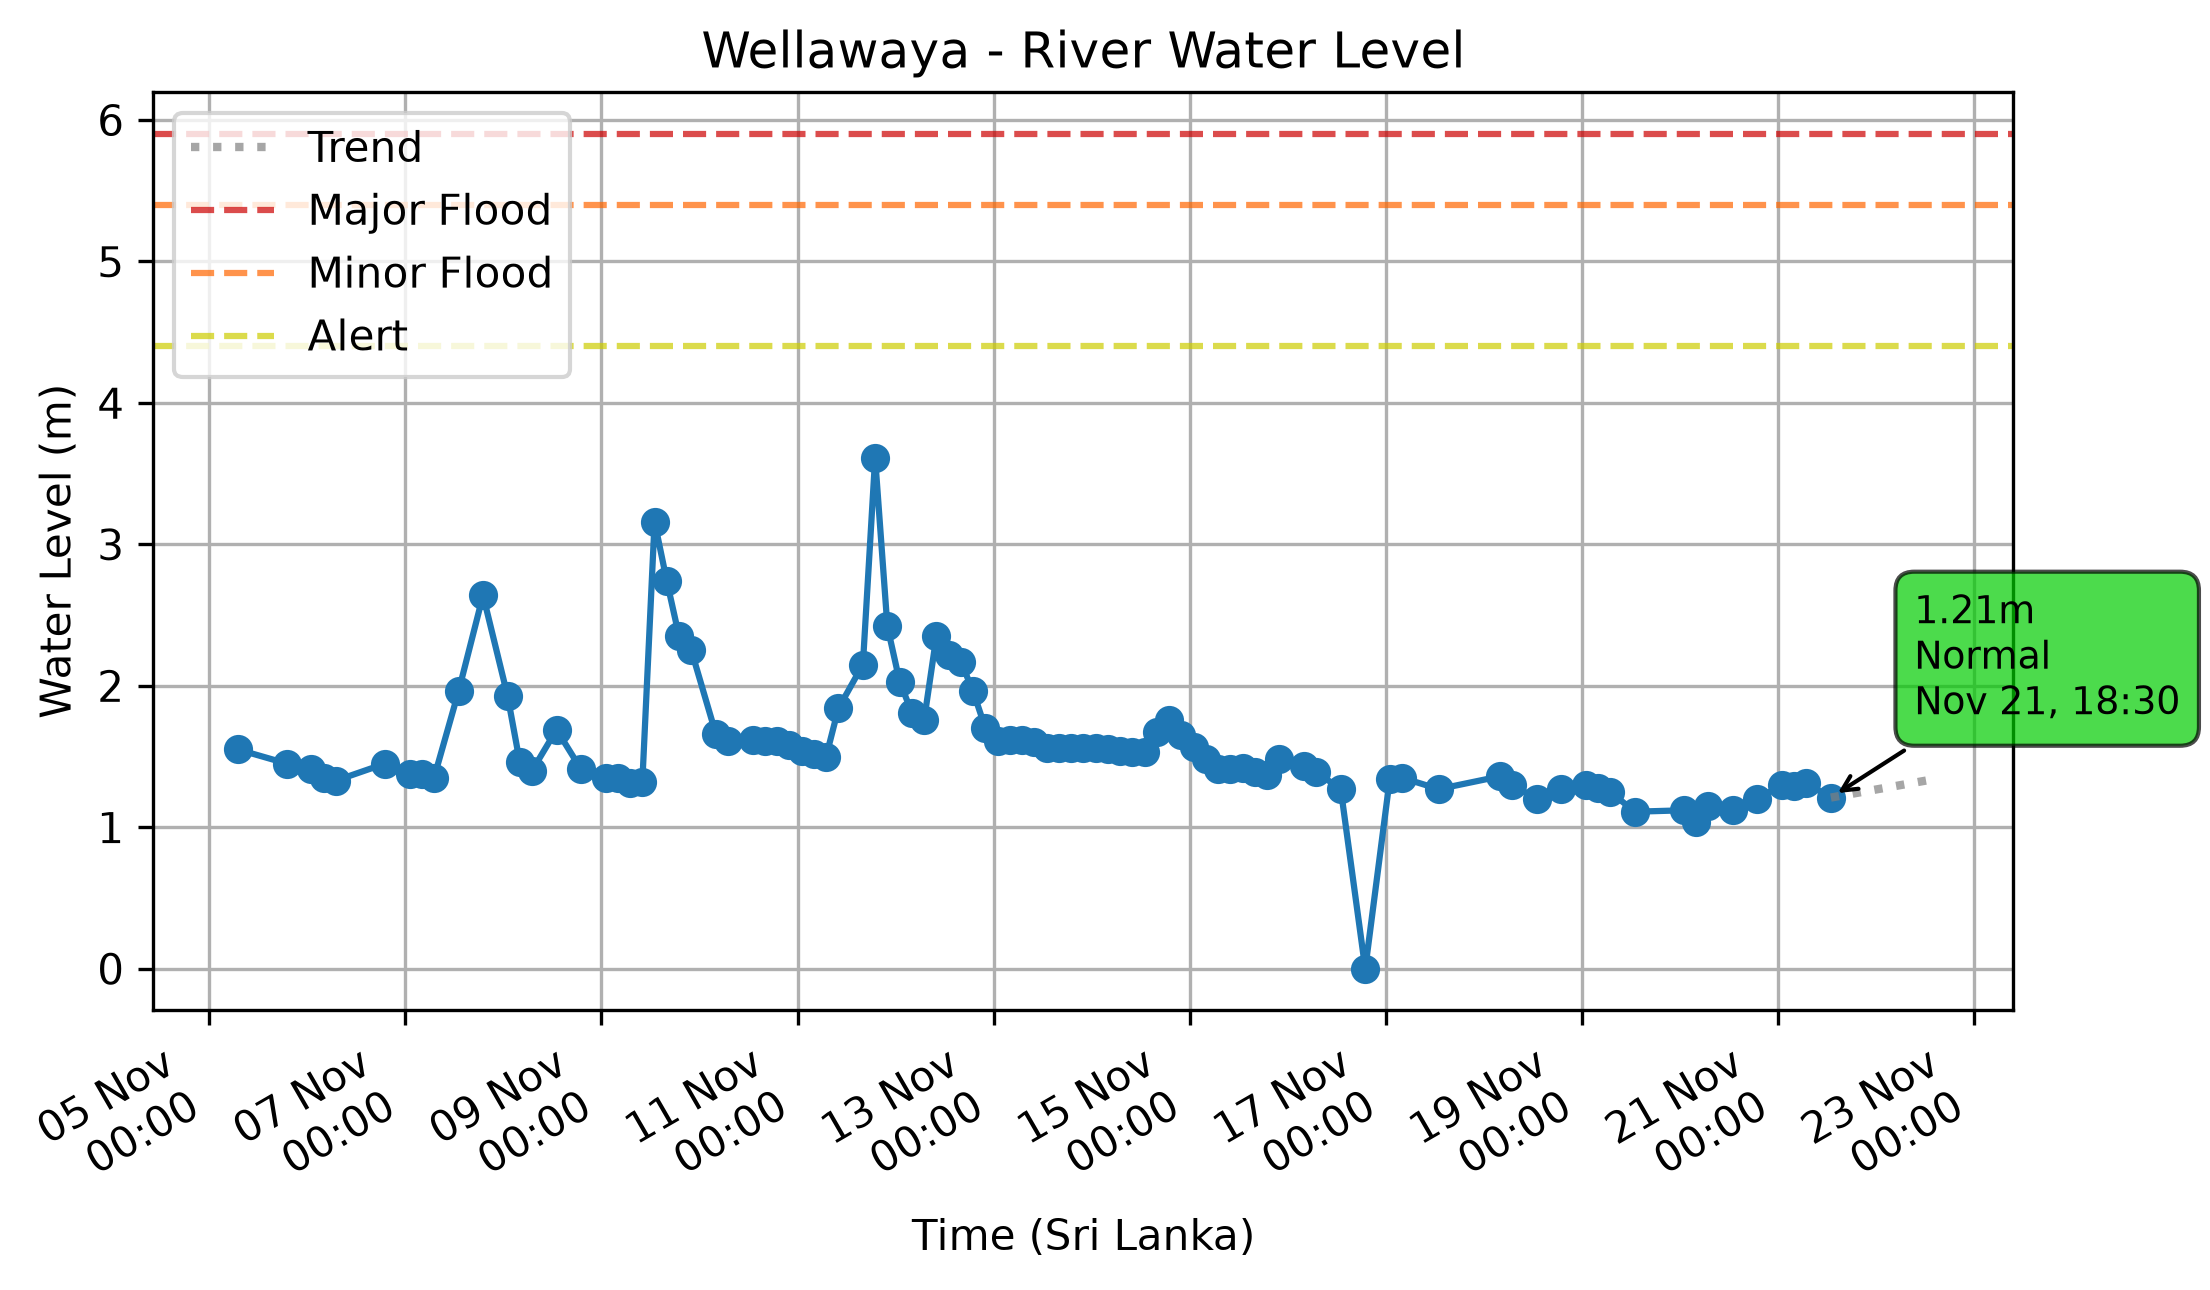 Wellawaya - River Water Level
6
5
4
3
2
1
0
Water Level (m)
Trend
Major Flood
Minor Flood
Alert
1.21m
Normal
Nov 21, 18:30
05 Nov
00:00
07 Nov
00:00
09 Nov
00:00
11 Nov
00:00
13 Nov
00:00
15 Nov
00:00
17 Nov
00:00
19 Nov
00:00
21 Nov
00:00
23 Nov
00:00
Time (Sri Lanka)